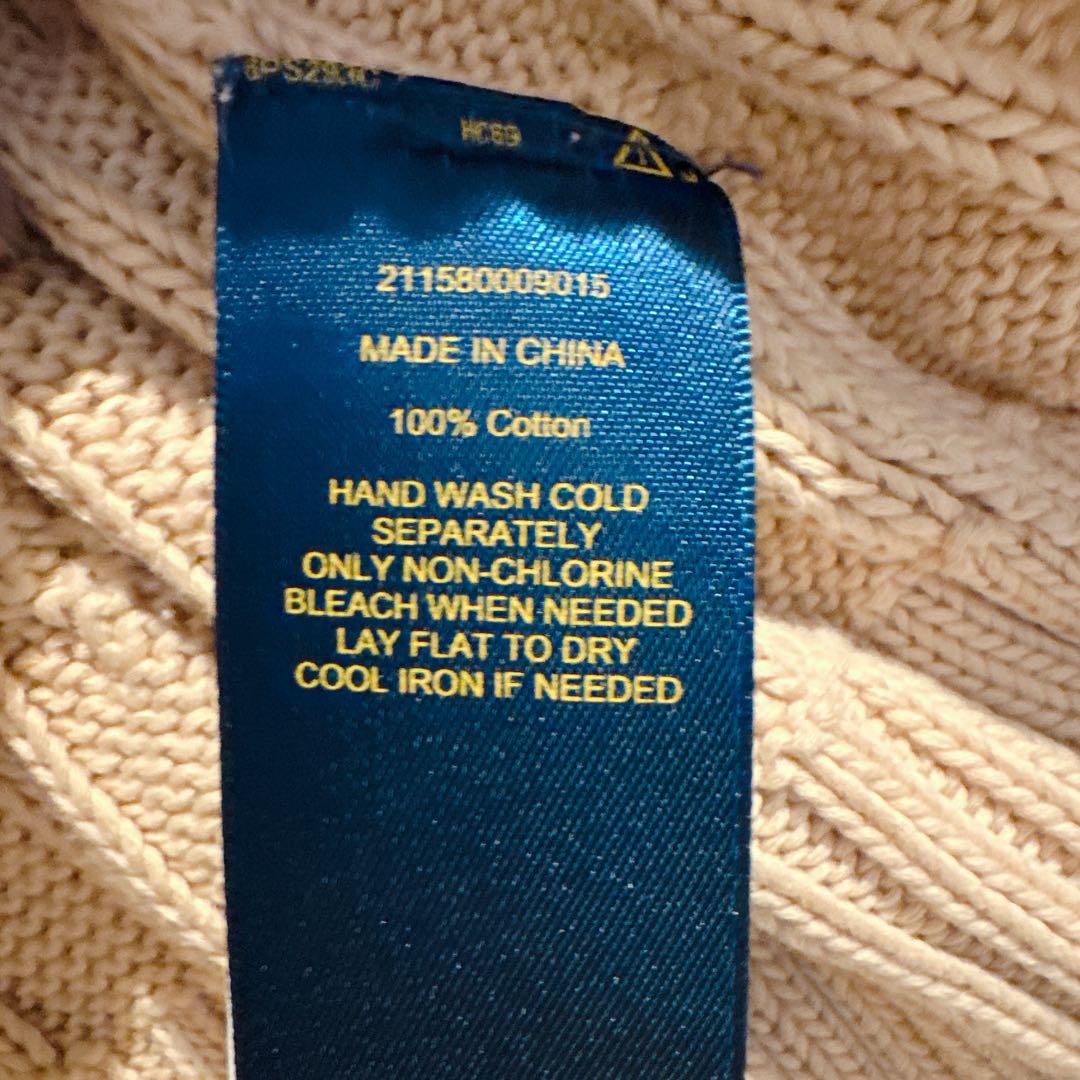 HC69
211580009015
MADE IN CHINA
100% Cotton
HAND WASH COLD
SEPARATELY
ONLY NON-CHLORINE
BLEACH WHEN NEEDED
LAY FLAT TO DRY
COOL IRON IF NEEDED